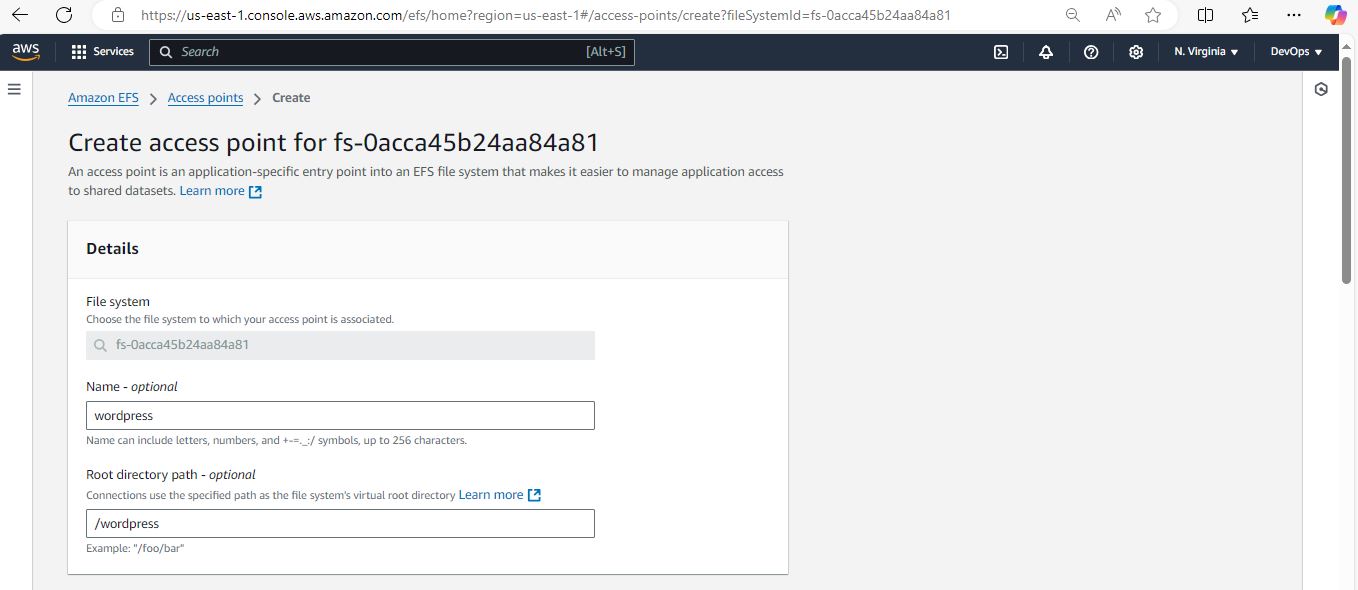 https://us-east-1.console.aws.amazon.com/efs/home?region=us-east-1#/access-points/create?fileSystemId=fs-0acca45b24aa84a81
aws Services Search [Alt+S] N. Virginia DevOps
Amazon EFS > Access points > Create
Create access point for fs-0acca45b24aa84a81
An access point is an application-specific entry point into an EFS file system that makes it easier to manage application access
to shared datasets. Learn more
Details
File system
Choose the file system to which your access point is associated.
fs-0acca45b24aa84a81
Name - optional
wordpress
Name can include letters, numbers, and +-=._:/ symbols, up to 256 characters.
Root directory path - optional
Connections use the specified path as the file system's virtual root directory Learn more
/wordpress
Example: "/foo/bar"